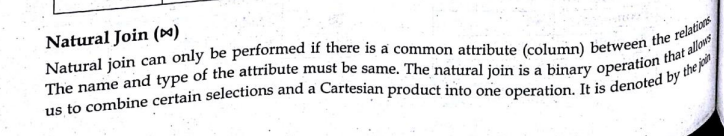 Natural Join (⋈)
Natural join can only be performed if there is a common attribute (column) between the relations.
The name and type of the attribute must be same. The natural join is a binary operation that allows
us to combine certain selections and a Cartesian product into one operation. It is denoted by the join